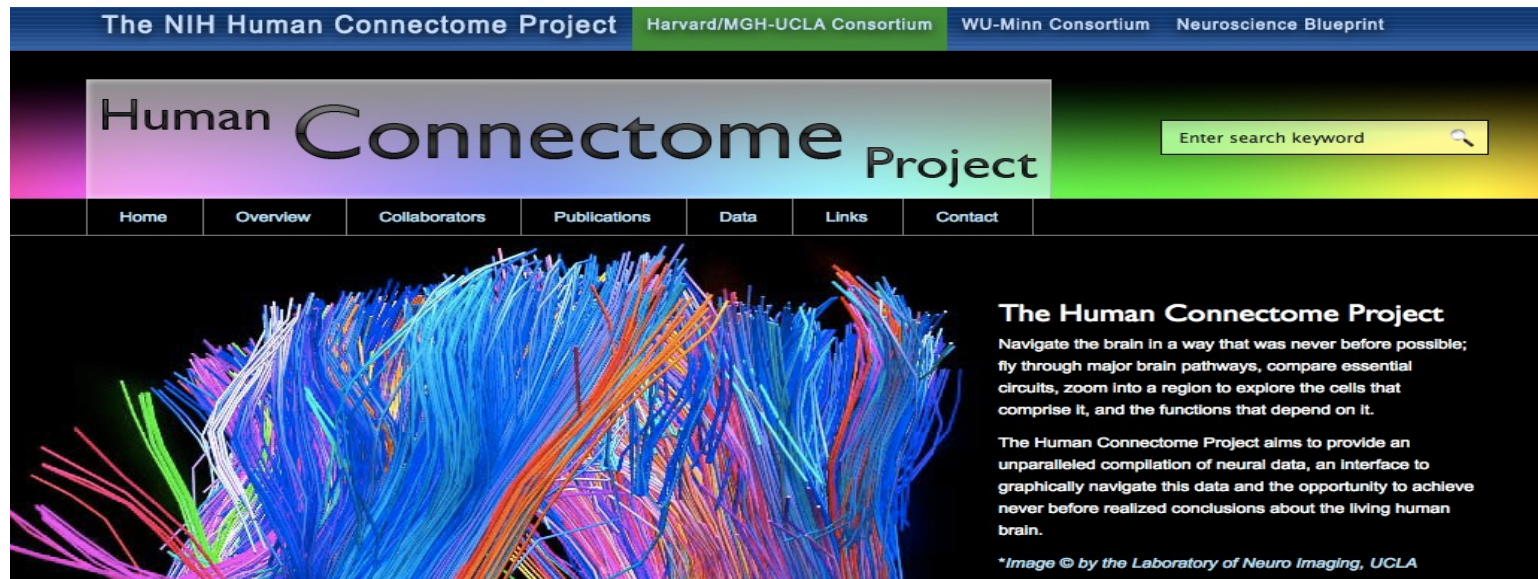 The NIH Human Connectome Project Harvard/MGH-UCLA Consortium WU-Minn Consortium Neuroscience Blueprint
Human Connectome Project
Enter search keyword
Home Overview Collaborators Publications Data Links Contact
The Human Connectome Project
Navigate the brain in a way that was never before possible;
fly through major brain pathways, compare essential
circuits, zoom into a region to explore the cells that
comprise it, and the functions that depend on it.
The Human Connectome Project aims to provide an
unparalleled compilation of neural data, an interface to
graphically navigate this data and the opportunity to achieve
never before realized conclusions about the living human
brain.
*Image © by the Laboratory of Neuro Imaging, UCLA